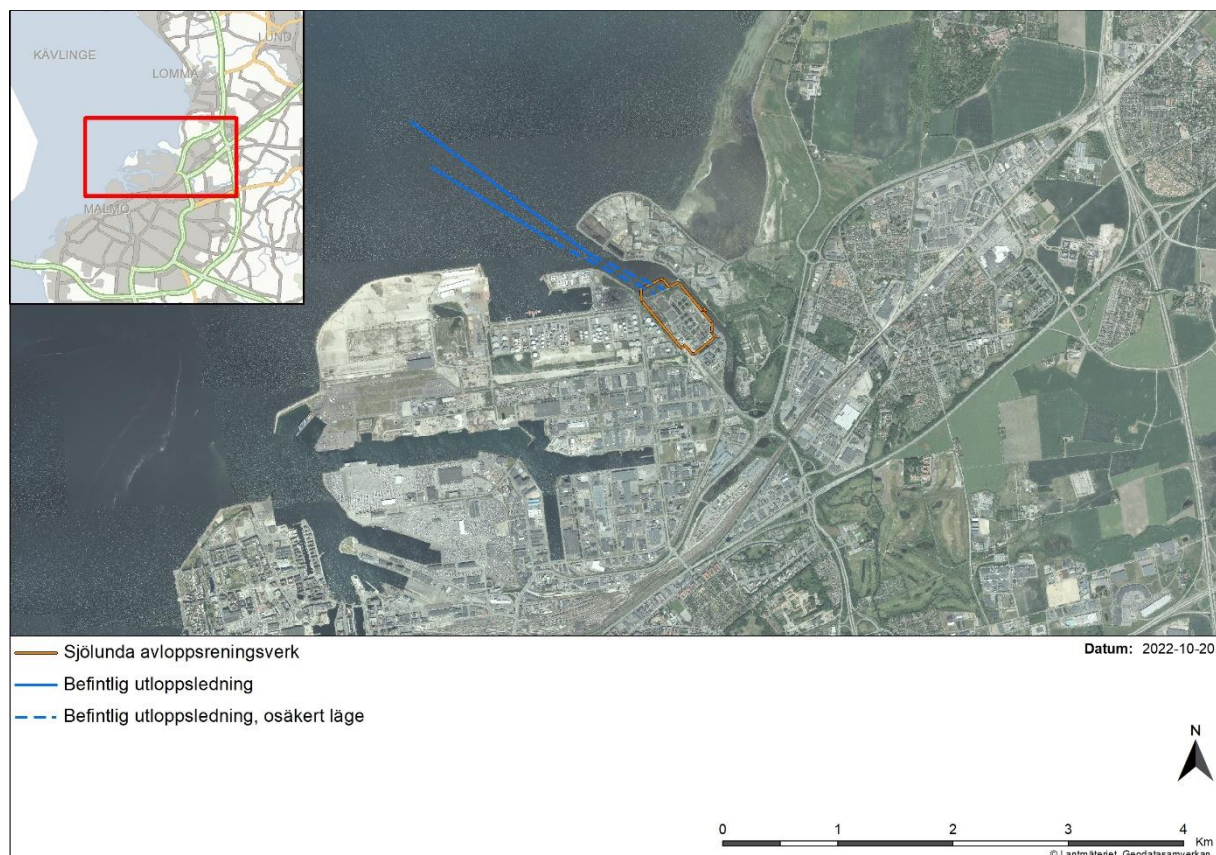 KÄVLINGE
LUND
LOMMA
MALMÖ
Sjölunda avloppsreningsverk
Datum: 2022-10-20
Befintlig utloppsledning
Befintlig utloppsledning, osäkert läge
N
0 1 2 3 4
Km
© Lantmäteriet, Geodatasamverkan